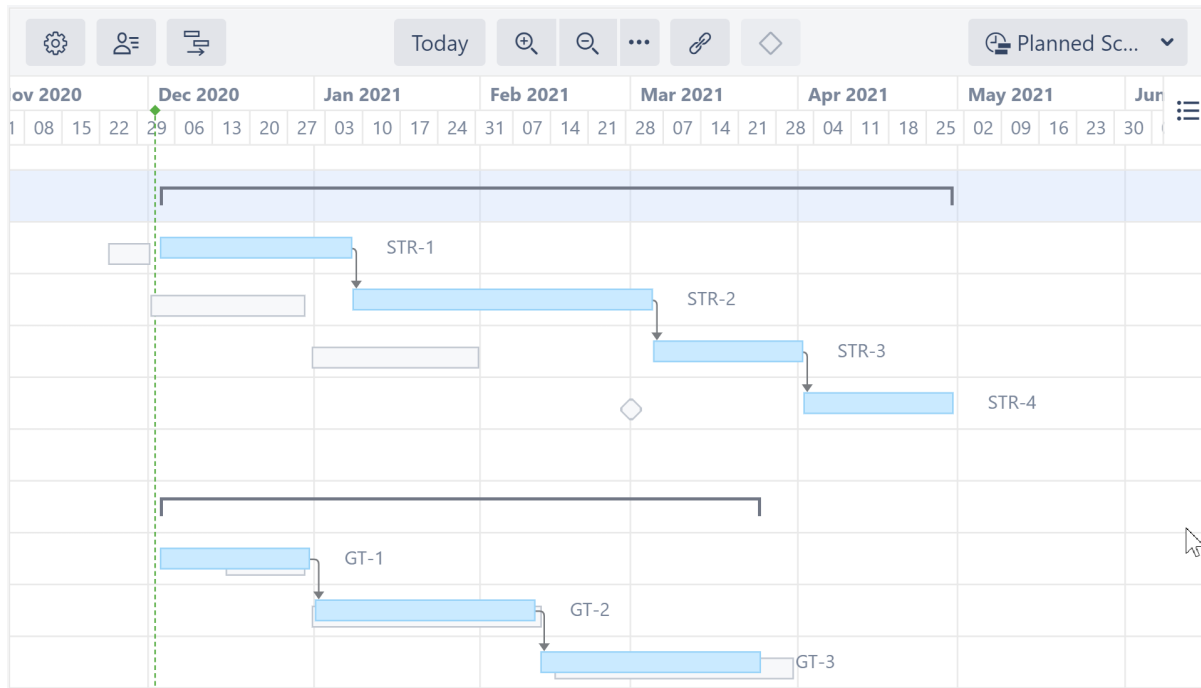 Today
Planned Sc...
ov 2020 Dec 2020 Jan 2021 Feb 2021 Mar 2021 Apr 2021 May 2021 Jun
1 08 15 22 29 06 13 20 27 03 10 17 24 31 07 14 21 28 07 14 21 28 04 11 18 25 02 09 16 23 30
STR-1
STR-2
STR-3
STR-4
GT-1
GT-2
GT-3